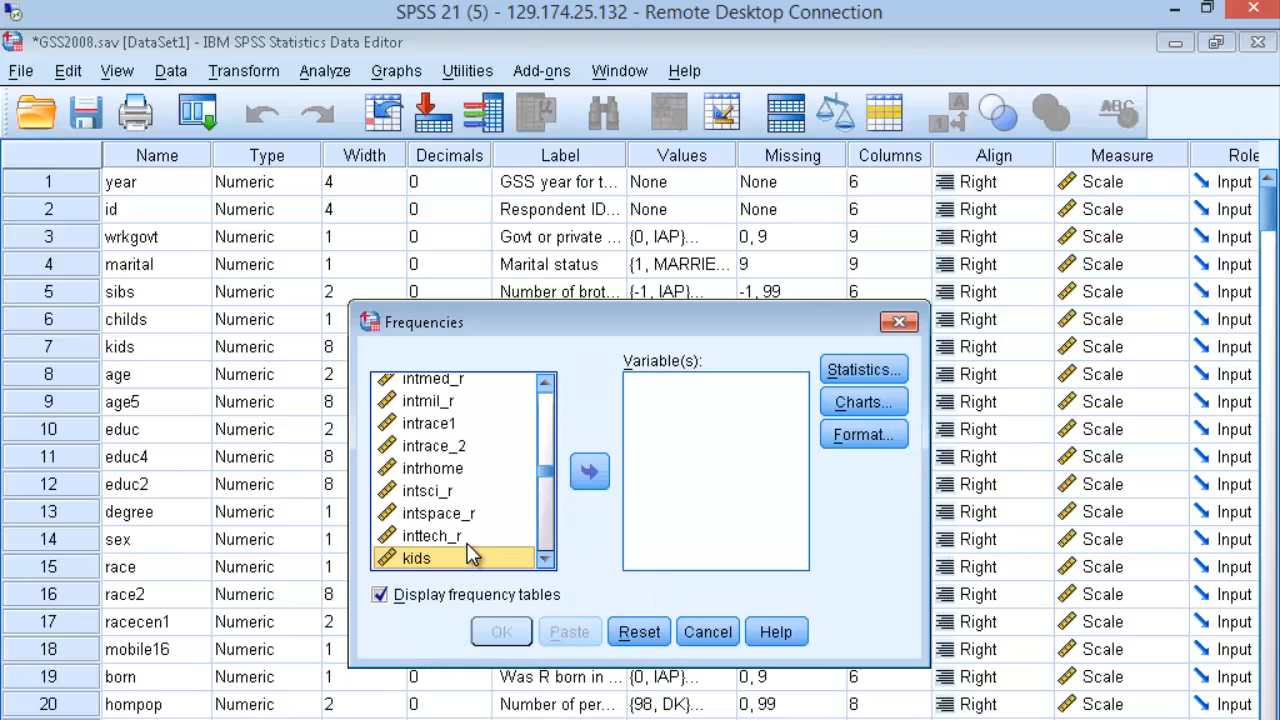 SPSS 21 (5) - 129.174.25.132 - Remote Desktop Connection
*GSS2008.sav [DataSet1] - IBM SPSS Statistics Data Editor
File Edit View Data Transform Analyze Graphs Utilities Add-ons Window Help
A
ABC
Name Type Width Decimals Label Values Missing Columns Align Measure Role
1 year Numeric 4 0 GSS year for t... None None 6 Right Scale Input
2 id Numeric 4 0 Respondent ID... None None 6 Right Scale Input
3 wrkgovt Numeric 1 0 Govt or private ... {0, IAP}... 0, 9 9 Right Scale Input
4 marital Numeric 1 0 Marital status {1, MARRIE... 9 9 Right Scale Input
5 sibs Numeric 2 0 Number of brot... {-1, IAP}... -1, 99 6 Right Scale Input
6 childs Numeric 1 Right Scale Input
7 kids Numeric 8 Right Scale Input
8 age Numeric 2 Right Scale Input
9 age5 Numeric 8 Right Scale Input
10 educ Numeric 2 Right Scale Input
11 educ4 Numeric 8 Right Scale Input
12 educ2 Numeric 8 Right Scale Input
13 degree Numeric 1 Right Scale Input
14 sex Numeric 1 Right Scale Input
15 race Numeric 1 Right Scale Input
16 race2 Numeric 8 Right Scale Input
17 racecen1 Numeric 2 Right Scale Input
18 mobile16 Numeric 1 Right Scale Input
19 born Numeric 1 0 Was R born in ... {0, IAP}... 0, 9 6 Right Scale Input
20 hompop Numeric 2 0 Number of per... {98, DK}... 0, 99 8 Right Scale Input
Frequencies
Variable(s):
intmed_r
intmil_r
intrace1
intrace_2
intrhome
intsci_r
intspace_r
inttech_r
kids
Statistics...
Charts...
Format...
Display frequency tables
OK Paste Reset Cancel Help